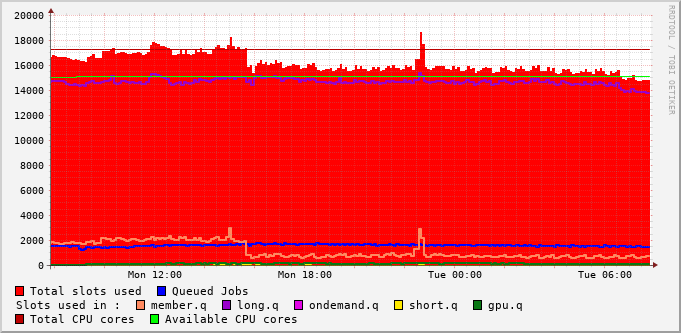 RRDTOOL / TOBI OETIKER
20000
18000
16000
14000
12000
10000
8000
6000
4000
2000
0
Mon 12:00 Mon 18:00 Tue 00:00 Tue 06:00
Total slots used Queued Jobs
Slots used in : member.q long.q ondemand.q short.q gpu.q
Total CPU cores Available CPU cores